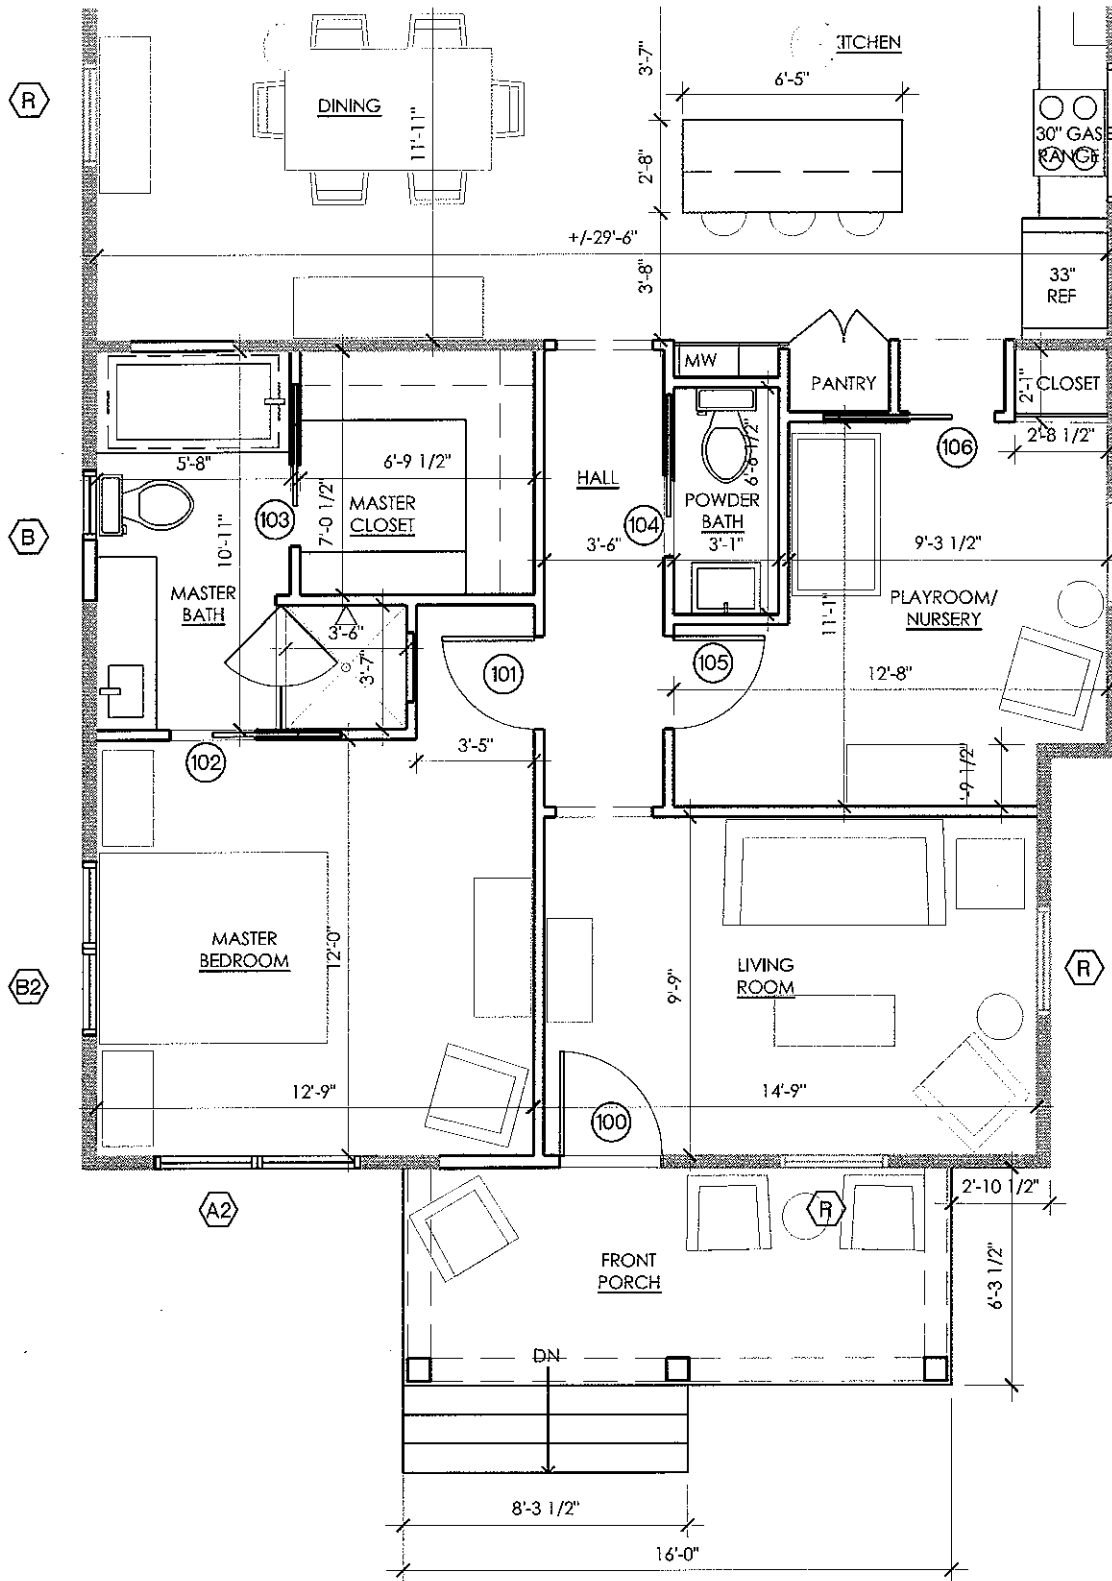 3'-7"
ITCHEN
6'-5"
R
DINING
11'-11"
30" GAS
RANGE
2'-8"
+/-29'-6"
3'-8"
33"
REF
MW
PANTRY
2'-1"
CLOSET
2'-8 1/2"
106
5'-8"
6'-9 1/2"
HALL
6'-6 1/2"
103
7'-0 1/2"
MASTER
CLOSET
POWDER
BATH
104
B
10'-11"
3'-6"
3'-1"
9'-3 1/2"
MASTER
BATH
PLAYROOM/
NURSERY
11'-1"
3'-6"
3'-7"
101
105
12'-8"
102
3'-5"
'-9 1/2"
MASTER
BEDROOM
12'-0"
LIVING
ROOM
R
B2
9'-9"
12'-9"
14'-9"
100
A2
R
2'-10 1/2"
FRONT
PORCH
6'-3 1/2"
DN
8'-3 1/2"
16'-0"